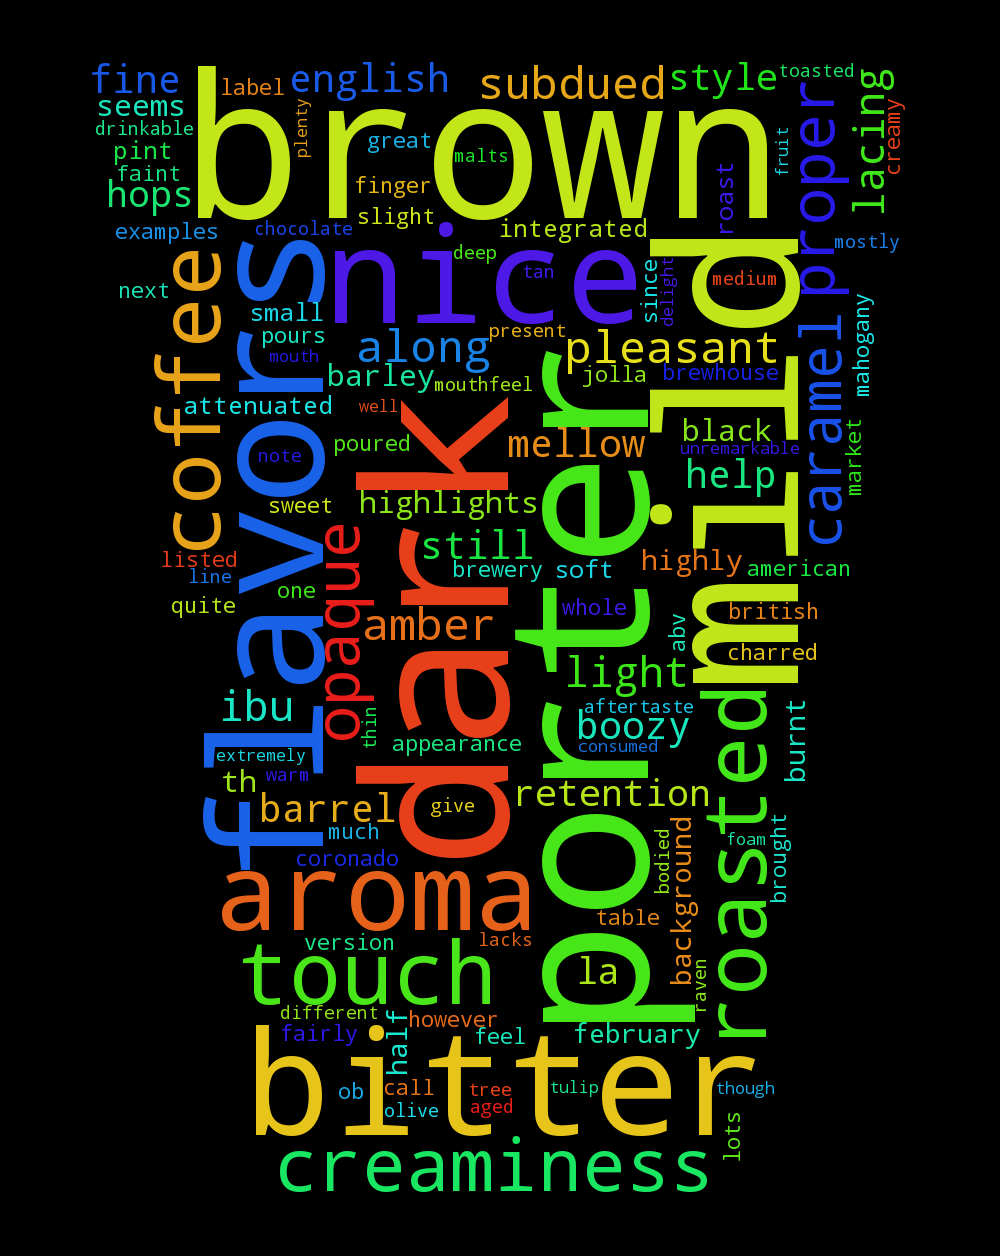 fine
label
english
subdued
style
toasted
seems
brown
plenty
drinkable
great
malts
fruit
proper
lacing
creamy
pint
faint
finger
hops
slight
roast
examples
chocolate
integrated
mostly
coffee
flavors
nice
deep
tan
since
delight
medium
mild
next
small
pours
mouth
along
present
pleasant
caramel
mahogany
barley
mouthfeel
jolla
brewhouse
attenuated
well
dark
porter
poured
mellow
black
unremarkable
market
note
help
sweet
highlights
opaque
still
listed
line
brewery
soft
highly
american
quite
one
amber
whole
abv
british
charred
light
ibu
thin
aftertaste
boozy
consumed
roasted
burnt
extremely
appearance
th
warm
barrel
give
retention
much
coronado
bodied
background
foam
brought
aroma
table
version
lacks
touch
la
raven
different
fairly
half
however
feel
february
bitter
ob
call
olive
tree
aged
tulip
though
lots
creaminess